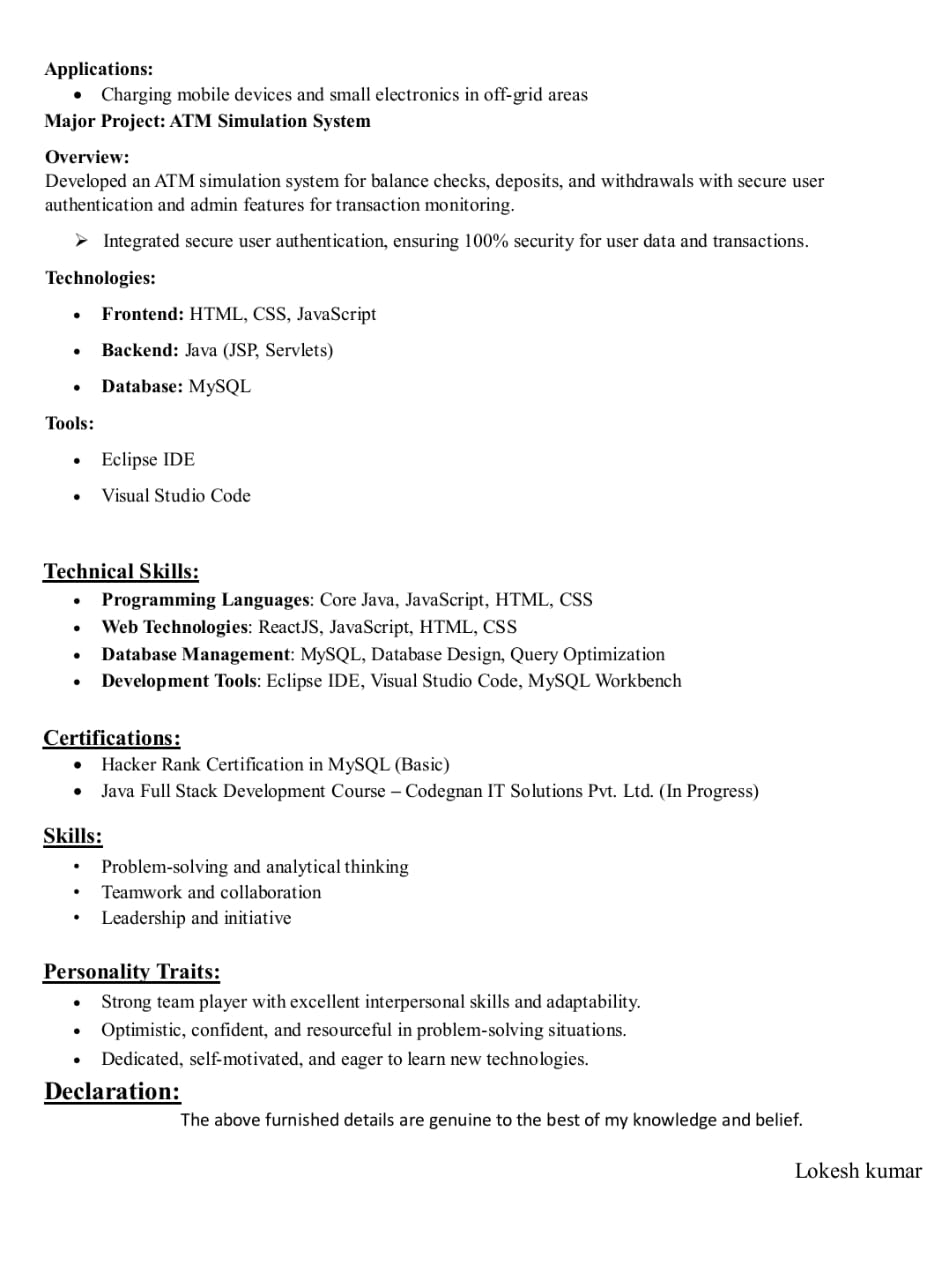 Applications:
• Charging mobile devices and small electronics in off-grid areas
Major Project: ATM Simulation System
Overview:
Developed an ATM simulation system for balance checks, deposits, and withdrawals with secure user
authentication and admin features for transaction monitoring.
➢ Integrated secure user authentication, ensuring 100% security for user data and transactions.
Technologies:
• Frontend: HTML, CSS, JavaScript
• Backend: Java (JSP, Servlets)
• Database: MySQL
Tools:
• Eclipse IDE
• Visual Studio Code
Technical Skills:
• Programming Languages: Core Java, JavaScript, HTML, CSS
• Web Technologies: ReactJS, JavaScript, HTML, CSS
• Database Management: MySQL, Database Design, Query Optimization
• Development Tools: Eclipse IDE, Visual Studio Code, MySQL Workbench
Certifications:
• Hacker Rank Certification in MySQL (Basic)
• Java Full Stack Development Course – Codegnan IT Solutions Pvt. Ltd. (In Progress)
Skills:
• Problem-solving and analytical thinking
• Teamwork and collaboration
• Leadership and initiative
Personality Traits:
• Strong team player with excellent interpersonal skills and adaptability.
• Optimistic, confident, and resourceful in problem-solving situations.
• Dedicated, self-motivated, and eager to learn new technologies.
Declaration:
The above furnished details are genuine to the best of my knowledge and belief.
Lokesh kumar